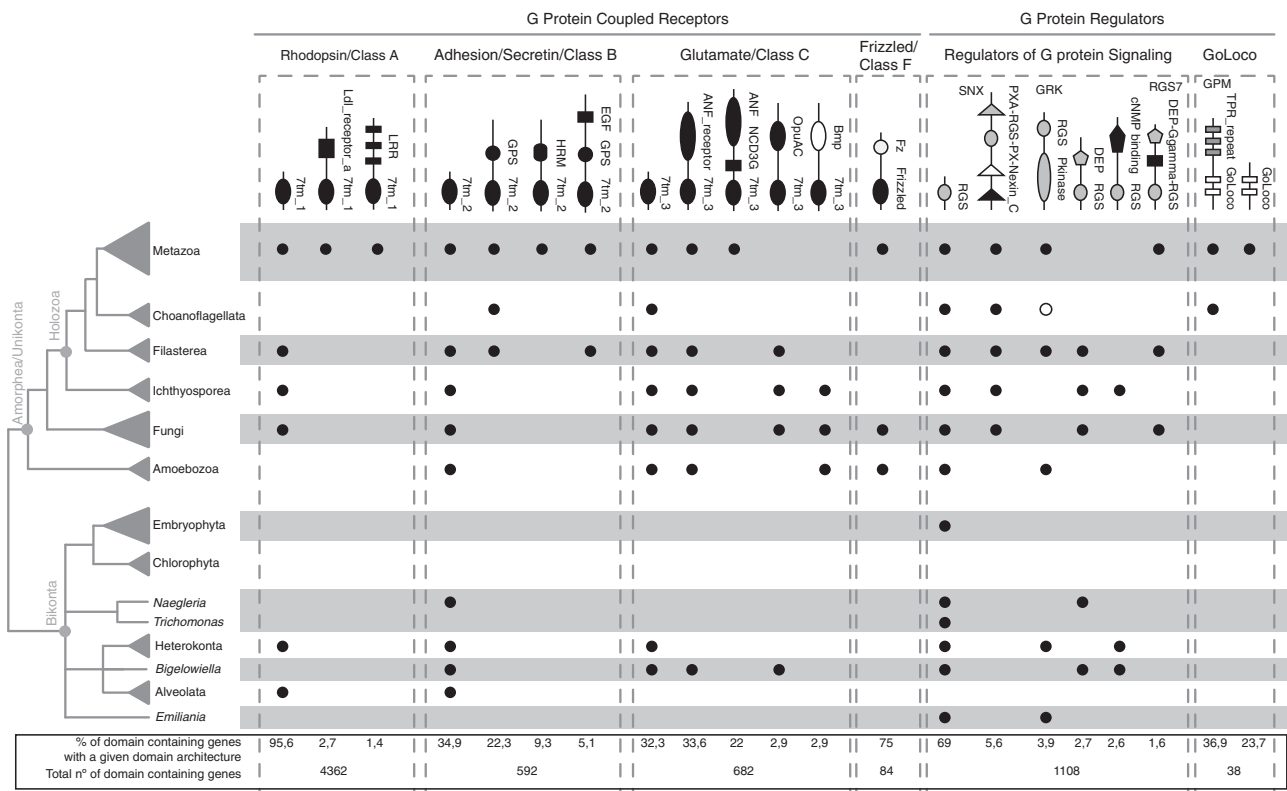 G Protein Coupled Receptors
G Protein Regulators
Rhodopsin/Class A
Adhesion/Secretin/Class B
Glutamate/Class C
Frizzled/
Class F
Regulators of G protein Signaling
GoLoco
Ldl_receptor_a 7tm_1
7tm_1
LRR 7tm_1
7tm_2
GPS 7tm_2
HRM 7tm_2
EGF GPS 7tm_2
7tm_3
ANF_receptor 7tm_3
ANF NCD3G 7tm_3
OpuAC 7tm_3
Bmp 7tm_3
Fz Frizzled
RGS
SNX
PXA-RGS-PX-Nexin_C
GRK
RGS Pkinase
DEP RGS
cNMP binding RGS
RGS7
DEP-Ggamma-RGS
GPM
TPR_repeat GoLoco
GoLoco
Amorphea/Unikonta
Holozoa
Bikonta
Metazoa
Choanoflagellata
Filasterea
Ichthyosporea
Fungi
Amoebozoa
Embryophyta
Chlorophyta
Naegleria
Trichomonas
Heterokonta
Bigelowiella
Alveolata
Emiliania
% of domain containing genes
with a given domain architecture
95,6 2,7 1,4 34,9 22,3 9,3 5,1 32,3 33,6 22 2,9 2,9 75 69 5,6 3,9 2,7 2,6 1,6 36,9 23,7
Total nº of domain containing genes 4362 592 682 84 1108 38